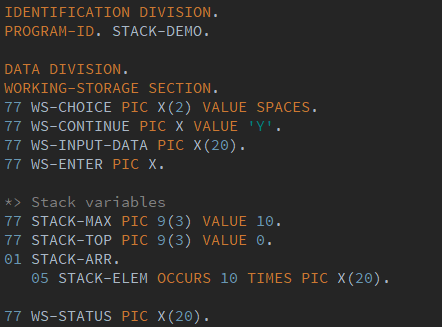 IDENTIFICATION DIVISION.
PROGRAM-ID. STACK-DEMO.

DATA DIVISION.
WORKING-STORAGE SECTION.
77 WS-CHOICE PIC X(2) VALUE SPACES.
77 WS-CONTINUE PIC X VALUE 'Y'.
77 WS-INPUT-DATA PIC X(20).
77 WS-ENTER PIC X.

*> Stack variables
77 STACK-MAX PIC 9(3) VALUE 10.
77 STACK-TOP PIC 9(3) VALUE 0.
01 STACK-ARR.
   05 STACK-ELEM OCCURS 10 TIMES PIC X(20).

77 WS-STATUS PIC X(20).